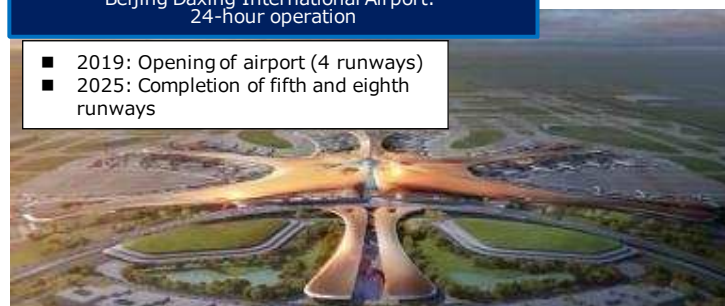 Beijing Daxing International Airport:
24-hour operation
■ 2019: Opening of airport (4 runways)
■ 2025: Completion of fifth and eighth
runways